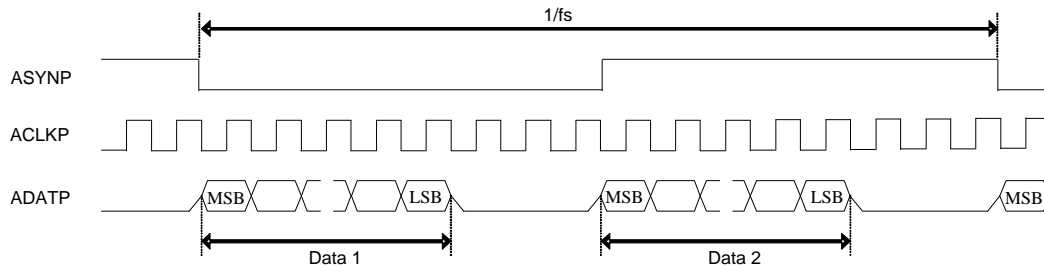 1/fs
ASYNP
ACLKP
ADATP
MSB LSB MSB LSB MSB
Data 1 Data 2